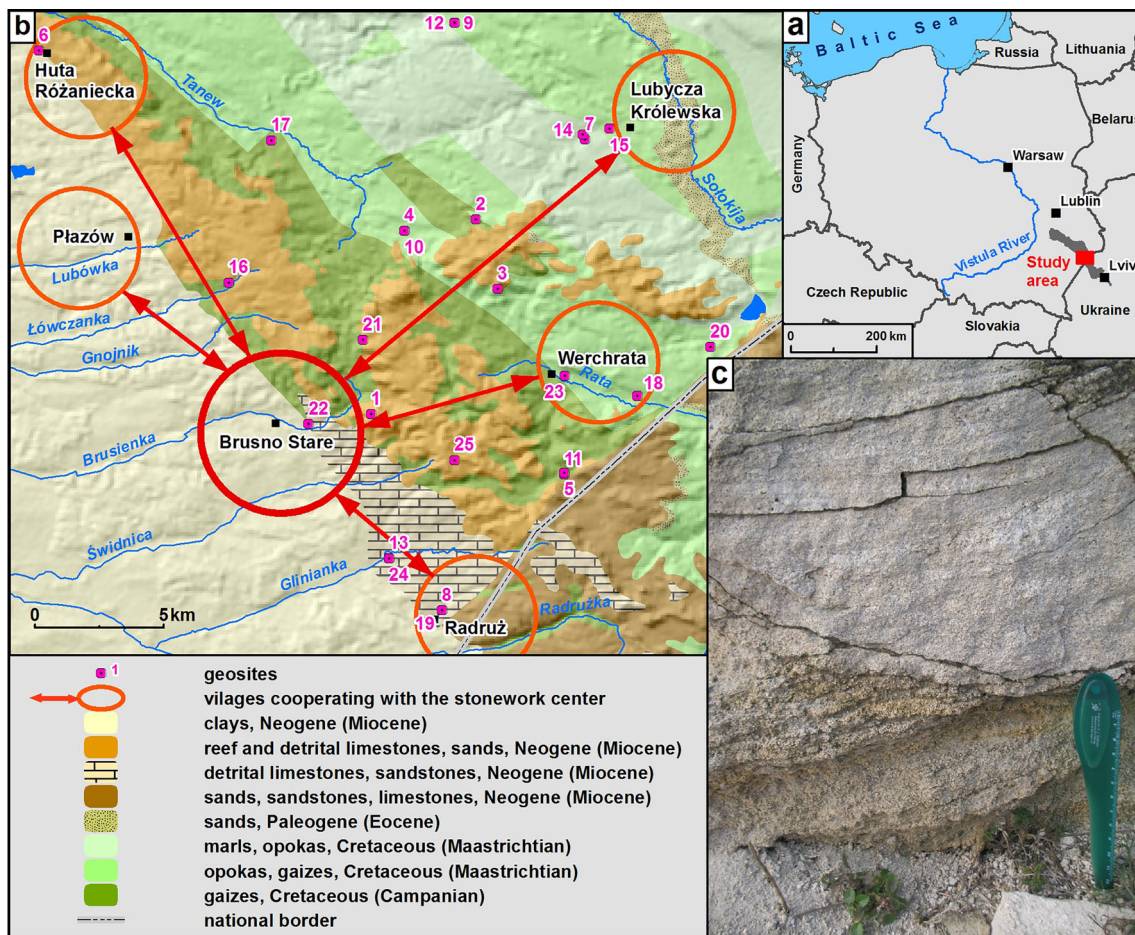 b
6
Huta
Różaniecka
Tanew
12
9
Lubycza
Królewska
17
14
7
15
Sołokija
Płazów
Lubówka
4
10
2
16
3
Łówczanka
Gnojnik
21
20
Werchrata
Rata
23
18
1
22
Brusno Stare
Brusienka
25
11
5
Świdnica
13
24
Glinianka
8
19
Radruż
Radrużka
0
5 km
1
geosites
vilages cooperating with the stonework center
clays, Neogene (Miocene)
reef and detrital limestones, sands, Neogene (Miocene)
detrital limestones, sandstones, Neogene (Miocene)
sands, sandstones, limestones, Neogene (Miocene)
sands, Paleogene (Eocene)
marls, opokas, Cretaceous (Maastrichtian)
opokas, gaizes, Cretaceous (Maastrichtian)
gaizes, Cretaceous (Campanian)
national border
a
Baltic Sea
Russia
Lithuania
Belarus
Germany
Warsaw
Lublin
Vistula River
Study
area
Lviv
Czech Republic
Ukraine
Slovakia
0
200 km
c